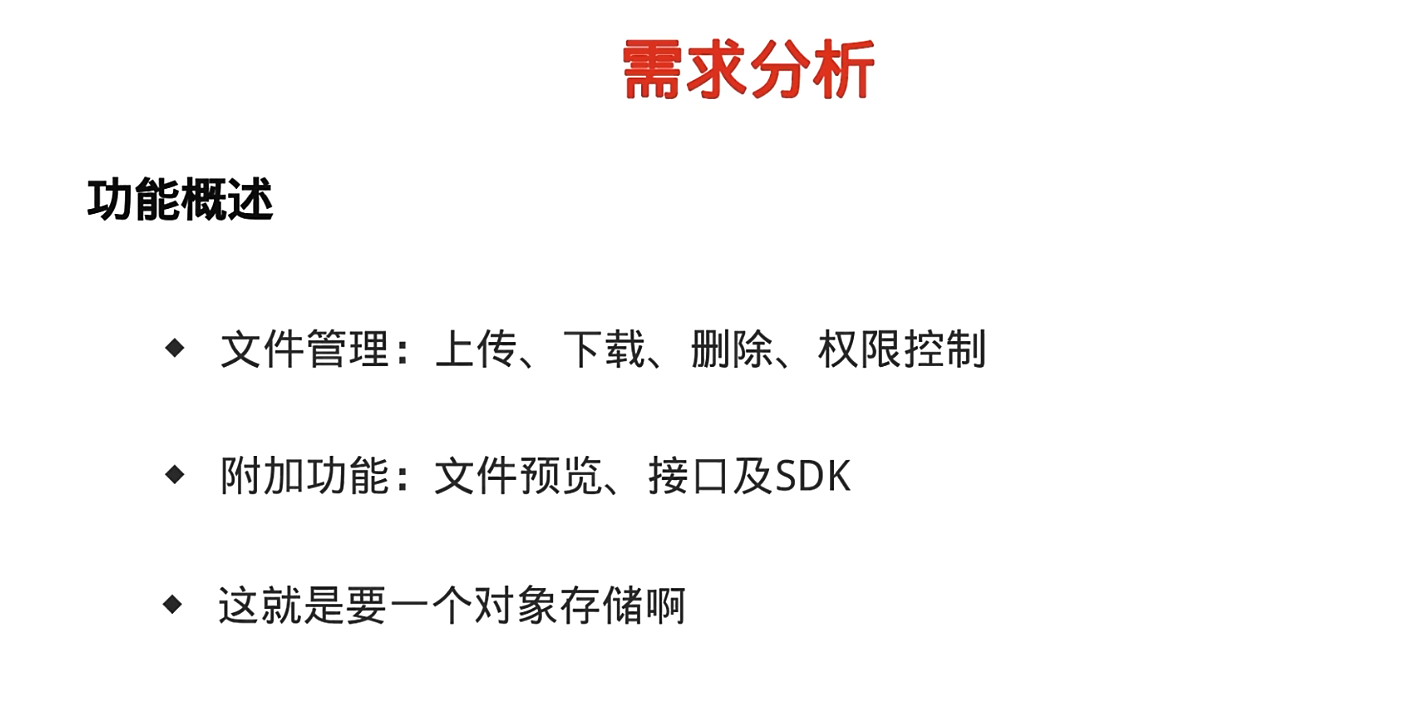 需求分析
功能概述
◆ 文件管理：上传、下载、删除、权限控制
◆ 附加功能：文件预览、接口及SDK
◆ 这就是要一个对象存储啊